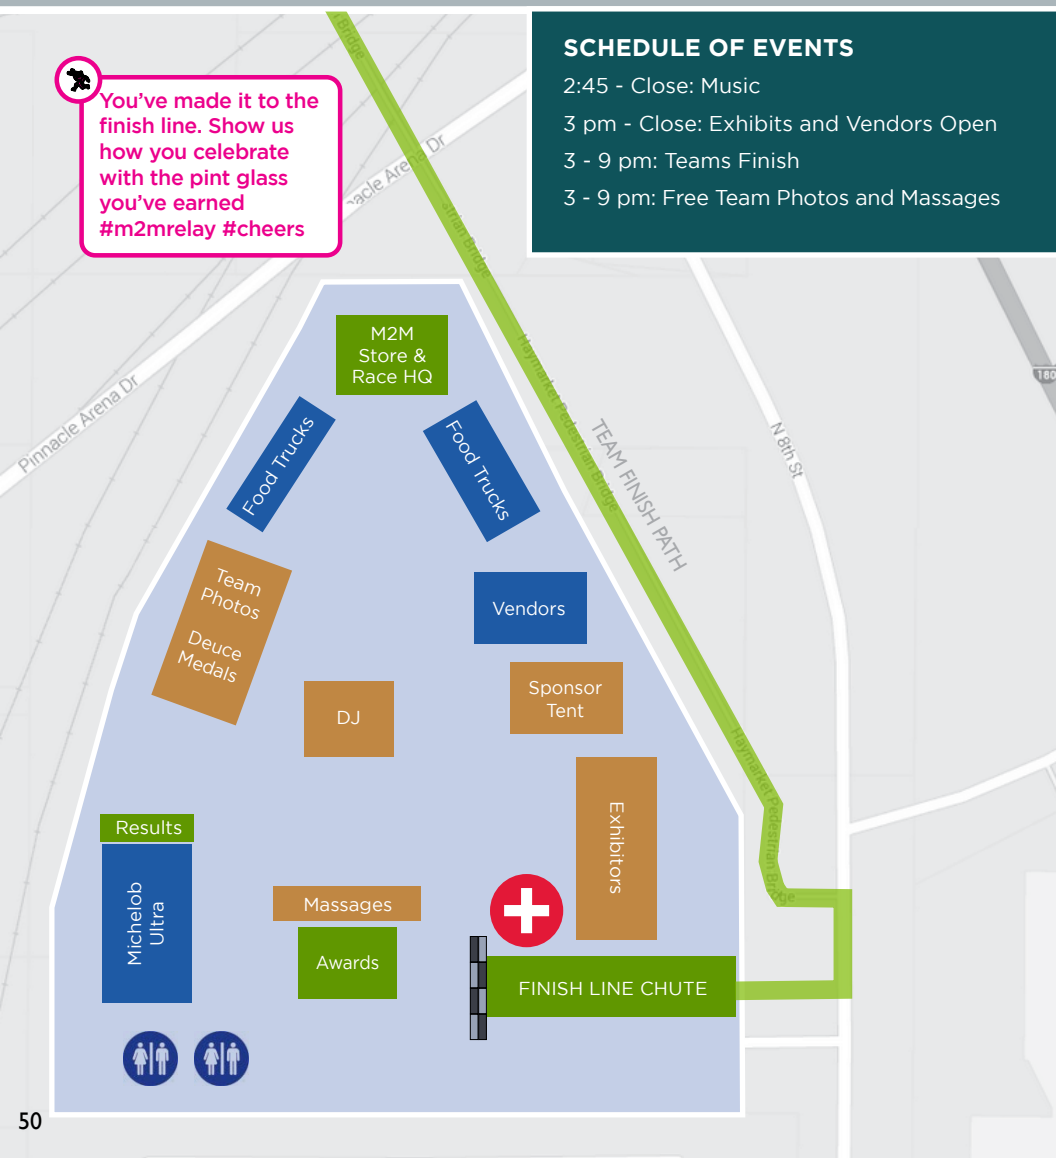 SCHEDULE OF EVENTS
2:45 - Close: Music
3 pm - Close: Exhibits and Vendors Open
3 - 9 pm: Teams Finish
3 - 9 pm: Free Team Photos and Massages
You've made it to the
finish line. Show us
how you celebrate
with the pint glass
you've earned
#m2mrelay #cheers
Bridge
acle Arena Dr
strian Bridge
Pinnacle Arena Dr
Haymarket Pedestrian Bridge
TEAM FINISH PATH
N 8th St
180
M2M
Store &
Race HQ
Food Trucks
Food Trucks
Team
Photos
Deuce
Medals
Vendors
Sponsor
Tent
DJ
Haymarket Pedestrian Bridge
Exhibitors
Results
Michelob
Ultra
Massages
Awards
FINISH LINE CHUTE
50